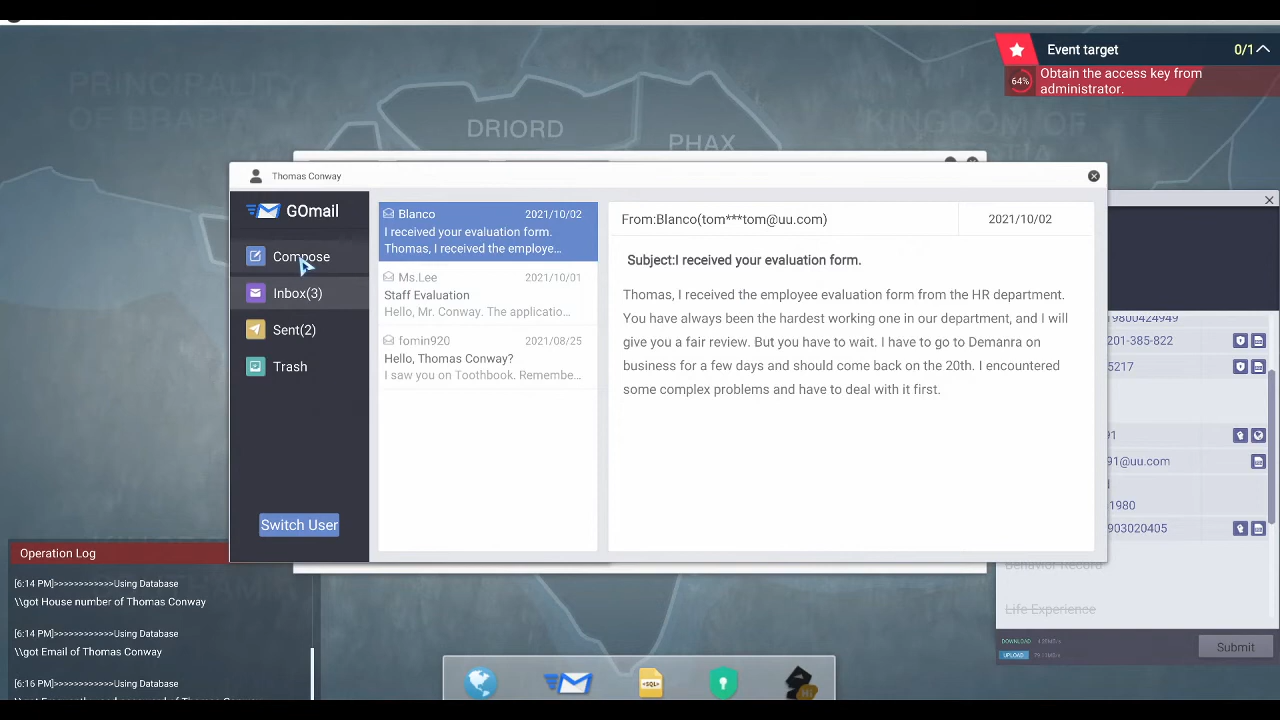 PRINCIPALITY
OF BRAPIA
DRIORD
PHAX
KINGDOM OF
Event target
0/1
64%
Obtain the access key from
administrator.
Thomas Conway
GOmail
Compose
Inbox(3)
Sent(2)
Trash
Switch User
Blanco
2021/10/02
I received your evaluation form.
Thomas, I received the employe...
Ms.Lee
2021/10/01
Staff Evaluation
Hello, Mr. Conway. The applicatio...
fomin920
2021/08/25
Hello, Thomas Conway?
I saw you on Toothbook. Remembe...
From:Blanco(tom***tom@uu.com)
2021/10/02
Subject:I received your evaluation form.
Thomas, I received the employee evaluation form from the HR department.
You have always been the hardest working one in our department, and I will
give you a fair review. But you have to wait. I have to go to Demanra on
business for a few days and should come back on the 20th. I encountered
some complex problems and have to deal with it first.
19800424949
201-385-822
5217
91
91@uu.com
1980
903020405
Behavior Record
Life Experience
DOWNLOAD
UPLOAD
Submit
Operation Log
[6:14 PM]>>>>>>>>>>>>Using Database
\\got House number of Thomas Conway
[6:14 PM]>>>>>>>>>>>>Using Database
\\got Email of Thomas Conway
[6:16 PM]>>>>>>>>>>>>Using Database
<SQL>
Hi